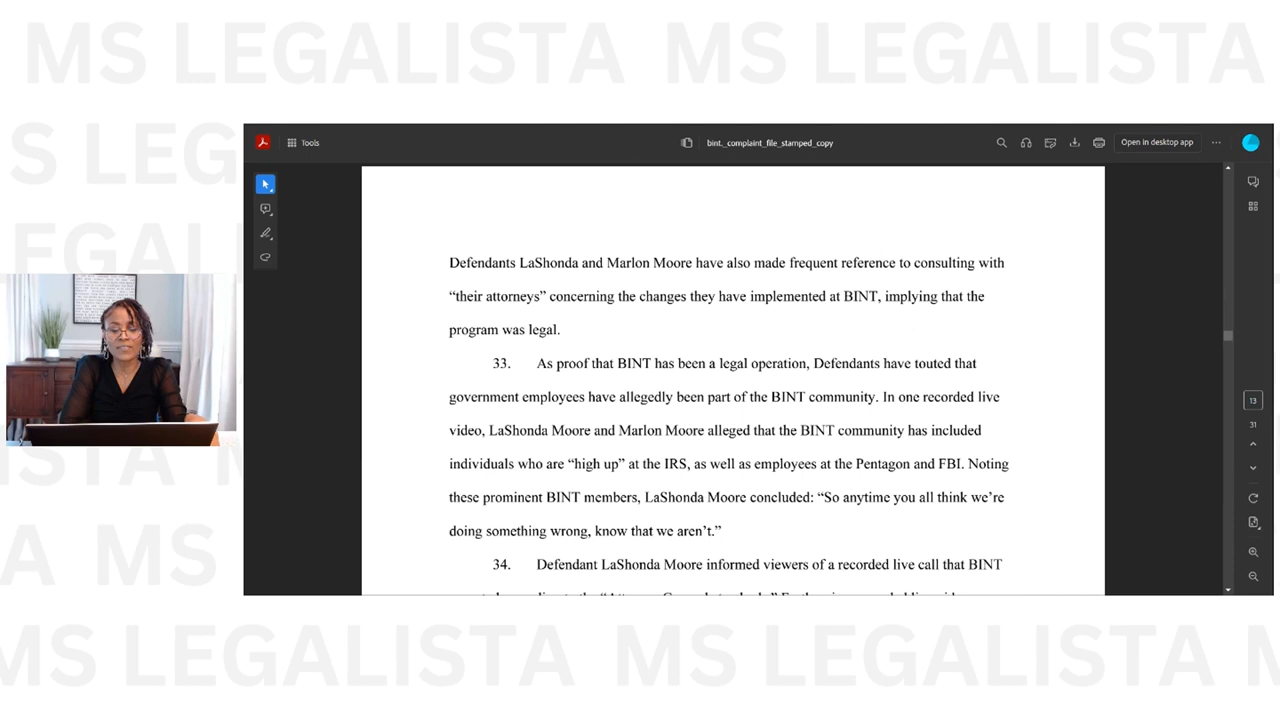 MS LEGALISTA MS LEGALISTA
S LEG
EGAL
ISTA M
A MS
MS LEGALISTA MS LEGALISTA
Tools
bint._complaint_file_stamped_copy
Open in desktop app
Defendants LaShonda and Marlon Moore have also made frequent reference to consulting with
“their attorneys” concerning the changes they have implemented at BINT, implying that the
program was legal.
33. As proof that BINT has been a legal operation, Defendants have touted that
government employees have allegedly been part of the BINT community. In one recorded live
video, LaShonda Moore and Marlon Moore alleged that the BINT community has included
individuals who are “high up” at the IRS, as well as employees at the Pentagon and FBI. Noting
these prominent BINT members, LaShonda Moore concluded: “So anytime you all think we’re
doing something wrong, know that we aren’t.”
34. Defendant LaShonda Moore informed viewers of a recorded live call that BINT
13
31